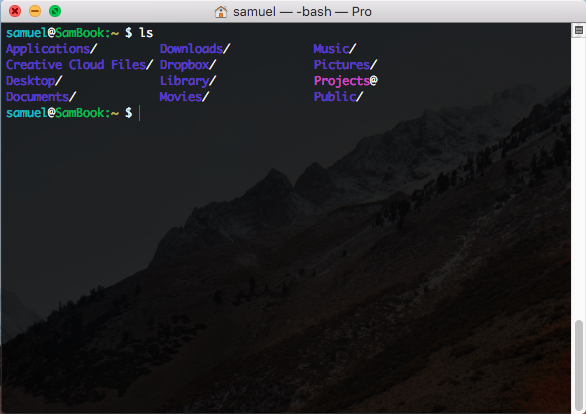 samuel — -bash — Pro
samuel@SamBook:~ $ ls
Applications/ Downloads/ Music/
Creative Cloud Files/ Dropbox/ Pictures/
Desktop/ Library/ Projects@
Documents/ Movies/ Public/
samuel@SamBook:~ $